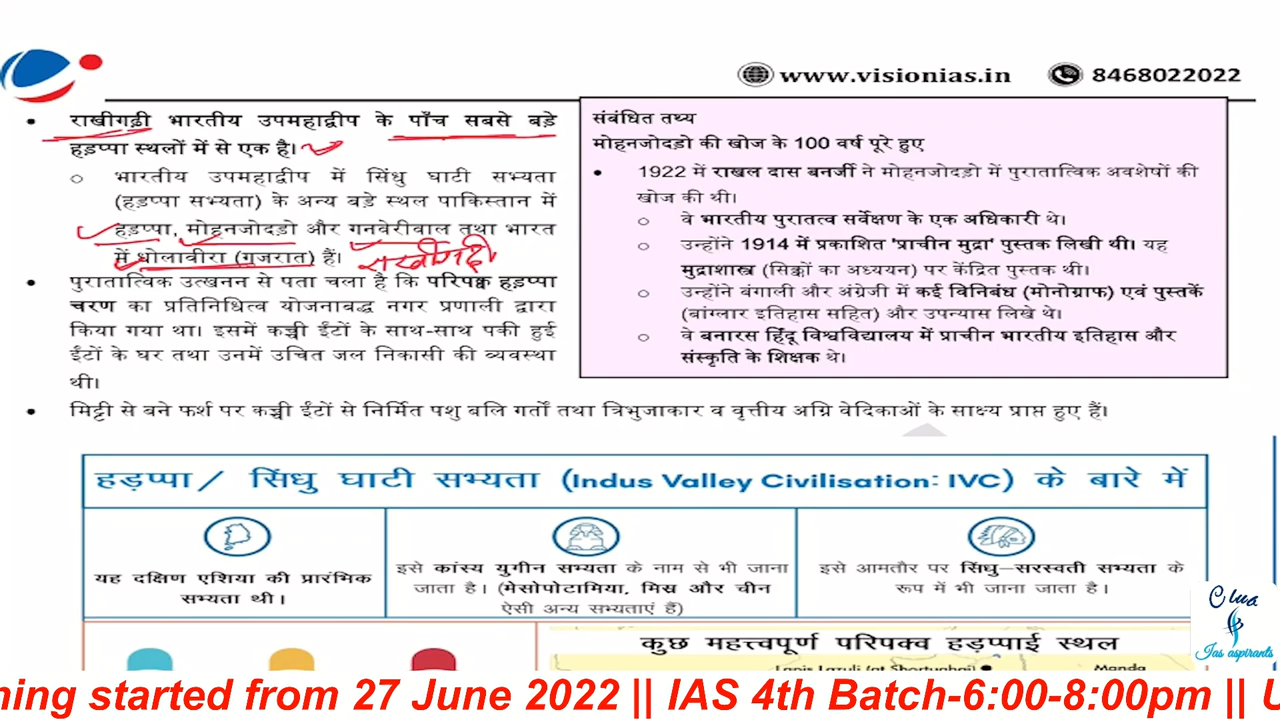 www.visionias.in 8468022022
राखीगढ़ी भारतीय उपमहाद्वीप के पाँच सबसे बड़े
हड़प्पा स्थलों में से एक है।
भारतीय उपमहाद्वीप में सिंधु घाटी सभ्यता
(हड़प्पा सभ्यता) के अन्य बड़े स्थल पाकिस्तान में
हड़प्पा, मोहनजोदड़ो और गनवेरीवाल तथा भारत
में धोलावीरा (गुजरात) हैं।
राखीगढ़ी
पुरातात्विक उत्खनन से पता चला है कि परिपक्व हड़प्पा
चरण का प्रतिनिधित्व योजनाबद्ध नगर प्रणाली द्वारा
किया गया था। इसमें कच्ची ईंटों के साथ-साथ पकी हुई
ईंटों के घर तथा उनमें उचित जल निकासी की व्यवस्था
थी।
संबंधित तथ्य
मोहनजोदड़ो की खोज के 100 वर्ष पूरे हुए
1922 में राखल दास बनर्जी ने मोहनजोदड़ो में पुरातात्विक अवशेषों की
खोज की थी।
वे भारतीय पुरातत्व सर्वेक्षण के एक अधिकारी थे।
उन्होंने 1914 में प्रकाशित 'प्राचीन मुद्रा' पुस्तक लिखी थी। यह
मुद्राशास्त्र (सिक्कों का अध्ययन) पर केंद्रित पुस्तक थी।
उन्होंने बंगाली और अंग्रेजी में कई विनिबंध (मोनोग्राफ) एवं पुस्तकें
(बांग्लार इतिहास सहित) और उपन्यास लिखे थे।
वे बनारस हिंदू विश्वविद्यालय में प्राचीन भारतीय इतिहास और
संस्कृति के शिक्षक थे।
मिट्टी से बने फर्श पर कच्ची ईंटों से निर्मित पशु बलि गर्तों तथा त्रिभुजाकार व वृत्तीय अग्नि वेदिकाओं के साक्ष्य प्राप्त हुए हैं।
हड़प्पा/ सिंधु घाटी सभ्यता (Indus Valley Civilisation: IVC) के बारे में
यह दक्षिण एशिया की प्रारंभिक
सभ्यता थी।
इसे कांस्य युगीन सभ्यता के नाम से भी जाना
जाता है। (मेसोपोटामिया, मिस्र और चीन
ऐसी अन्य सभ्यताएं हैं)
इसे आमतौर पर सिंधु–सरस्वती सभ्यता के
रूप में भी जाना जाता है।
कुछ महत्त्वपूर्ण परिपक्व हड़प्पाई स्थल
Lapis Lazuli (at Shortughai) Manda
Clue
Ias aspirants
ning started from 27 June 2022 || IAS 4th Batch-6:00-8:00pm || U